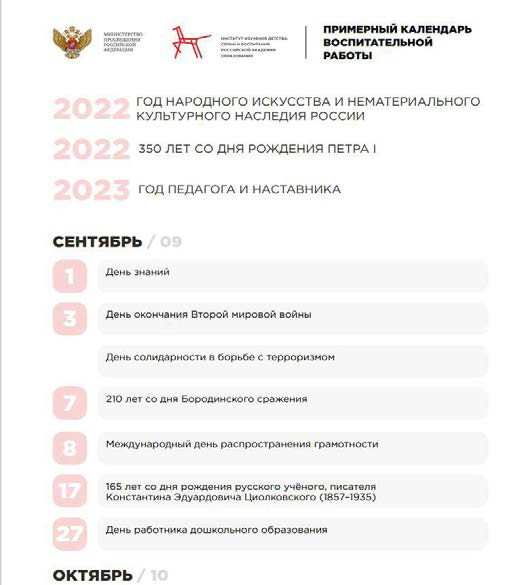 МИНИСТЕРСТВО
ПРОСВЕЩЕНИЯ
РОССИЙСКОЙ
ФЕДЕРАЦИИ
ИНСТИТУТ ИЗУЧЕНИЯ ДЕТСТВА,
СЕМЬИ И ВОСПИТАНИЯ
РОССИЙСКОЙ АКАДЕМИИ
ОБРАЗОВАНИЯ
ПРИМЕРНЫЙ КАЛЕНДАРЬ
ВОСПИТАТЕЛЬНОЙ
РАБОТЫ
2022 ГОД НАРОДНОГО ИСКУССТВА И НЕМАТЕРИАЛЬНОГО
КУЛЬТУРНОГО НАСЛЕДИЯ РОССИИ
2022 350 ЛЕТ СО ДНЯ РОЖДЕНИЯ ПЕТРА I
2023 ГОД ПЕДАГОГА И НАСТАВНИКА
СЕНТЯБРЬ / 09
1 День знаний
3 День окончания Второй мировой войны
День солидарности в борьбе с терроризмом
7 210 лет со дня Бородинского сражения
8 Международный день распространения грамотности
17 165 лет со дня рождения русского учёного, писателя
Константина Эдуардовича Циолковского (1857–1935)
27 День работника дошкольного образования
ОКТЯБРЬ / 10